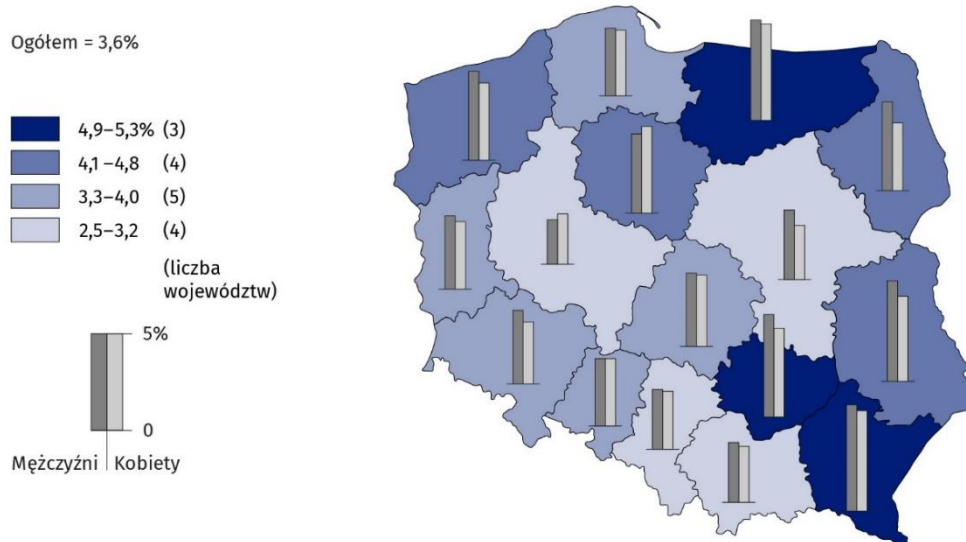 Ogółem = 3,6%
4,9–5,3% (3)
4,1 –4,8 (4)
3,3–4,0 (5)
2,5–3,2 (4)
(liczba
województw)
5%
0
Mężczyźni Kobiety